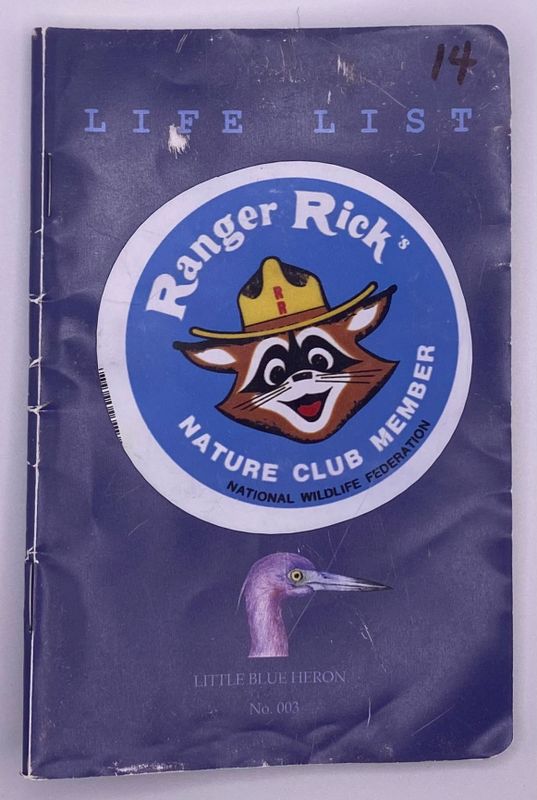 14
LIFE LIST
Ranger Rick's
RR
NATURE CLUB MEMBER
NATIONAL WILDLIFE FEDERATION
LITTLE BLUE HERON
No. 003